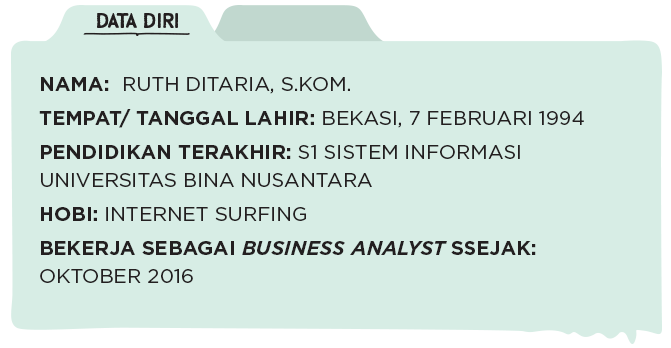 DATA DIRI
NAMA: RUTH DITARIA, S.KOM.
TEMPAT/ TANGGAL LAHIR: BEKASI, 7 FEBRUARI 1994
PENDIDIKAN TERAKHIR: S1 SISTEM INFORMASI
UNIVERSITAS BINA NUSANTARA
HOBI: INTERNET SURFING
BEKERJA SEBAGAI BUSINESS ANALYST SSEJAK:
OKTOBER 2016